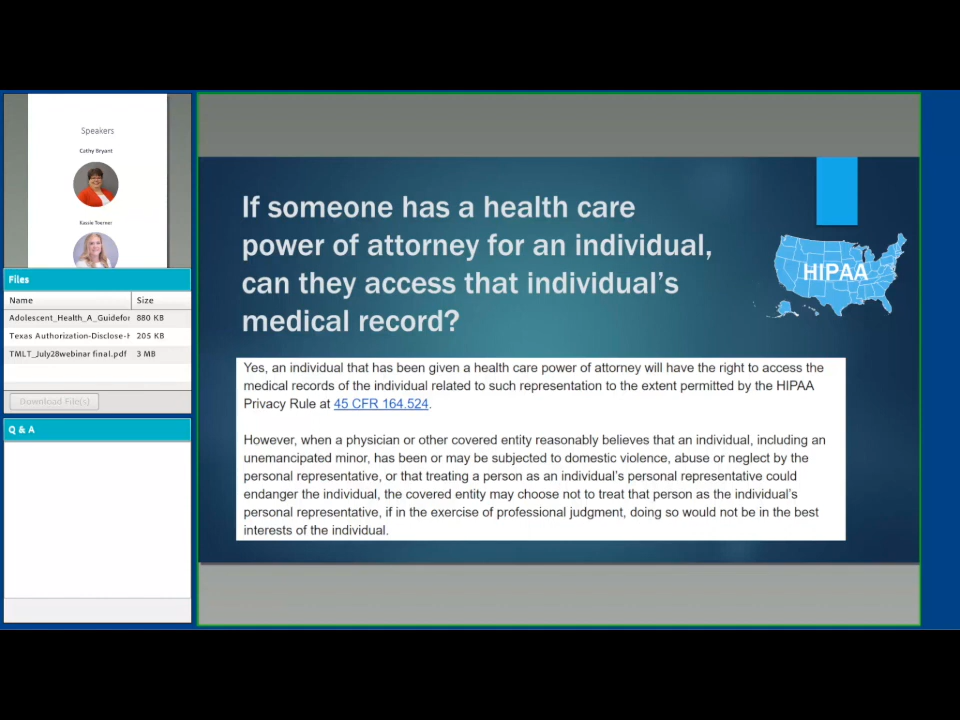 Speakers
Cathy Bryant
Kassie Toerner
Files
Name Size
Adolescent_Health_A_Guidefor 880 KB
Texas Authorization-Disclose-H 205 KB
TMLT_July28webinar final.pdf 3 MB
Download File(s)
Q & A
If someone has a health care
power of attorney for an individual,
can they access that individual's
medical record?
HIPAA
Yes, an individual that has been given a health care power of attorney will have the right to access the
medical records of the individual related to such representation to the extent permitted by the HIPAA
Privacy Rule at 45 CFR 164.524.
However, when a physician or other covered entity reasonably believes that an individual, including an
unemancipated minor, has been or may be subjected to domestic violence, abuse or neglect by the
personal representative, or that treating a person as an individual's personal representative could
endanger the individual, the covered entity may choose not to treat that person as the individual's
personal representative, if in the exercise of professional judgment, doing so would not be in the best
interests of the individual.